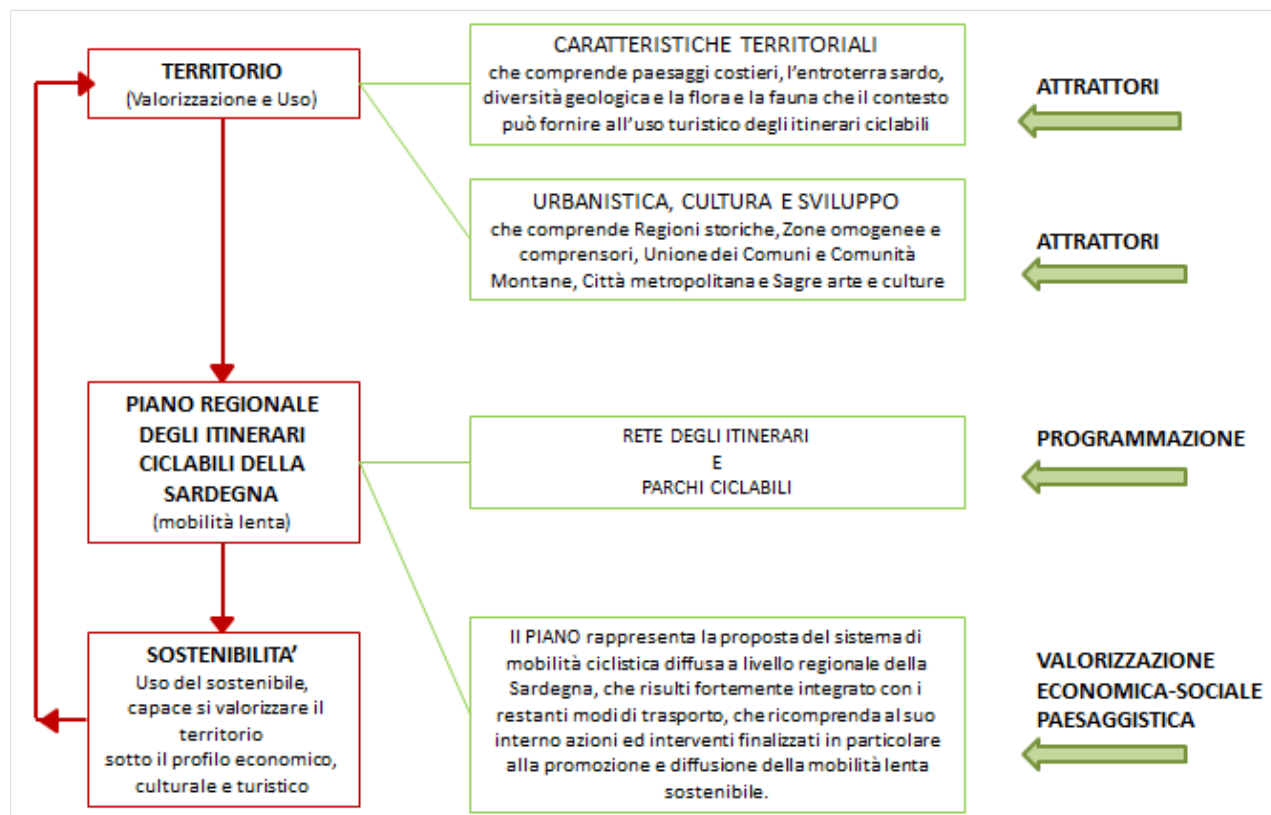 TERRITORIO
(Valorizzazione e Uso)
CARATTERISTICHE TERRITORIALI
che comprende paesaggi costieri, l'entroterra sardo,
diversità geologica e la flora e la fauna che il contesto
può fornire all'uso turistico degli itinerari ciclabili
ATTRATTORI
URBANISTICA, CULTURA E SVILUPPO
che comprende Regioni storiche, Zone omogenee e
comprensori, Unione dei Comuni e Comunità
Montane, Città metropolitana e Sagre arte e culture
ATTRATTORI
PIANO REGIONALE
DEGLI ITINERARI
CICLABILI DELLA
SARDEGNA
(mobilità lenta)
RETE DEGLI ITINERARI
E
PARCHI CICLABILI
PROGRAMMAZIONE
SOSTENIBILITA'
Uso del sostenibile,
capace si valorizzare il
territorio
sotto il profilo economico,
culturale e turistico
Il PIANO rappresenta la proposta del sistema di
mobilità ciclistica diffusa a livello regionale della
Sardegna, che risulti fortemente integrato con i
restanti modi di trasporto, che ricomprenda al suo
interno azioni ed interventi finalizzati in particolare
alla promozione e diffusione della mobilità lenta
sostenibile.
VALORIZZAZIONE
ECONOMICA-SOCIALE
PAESAGGISTICA